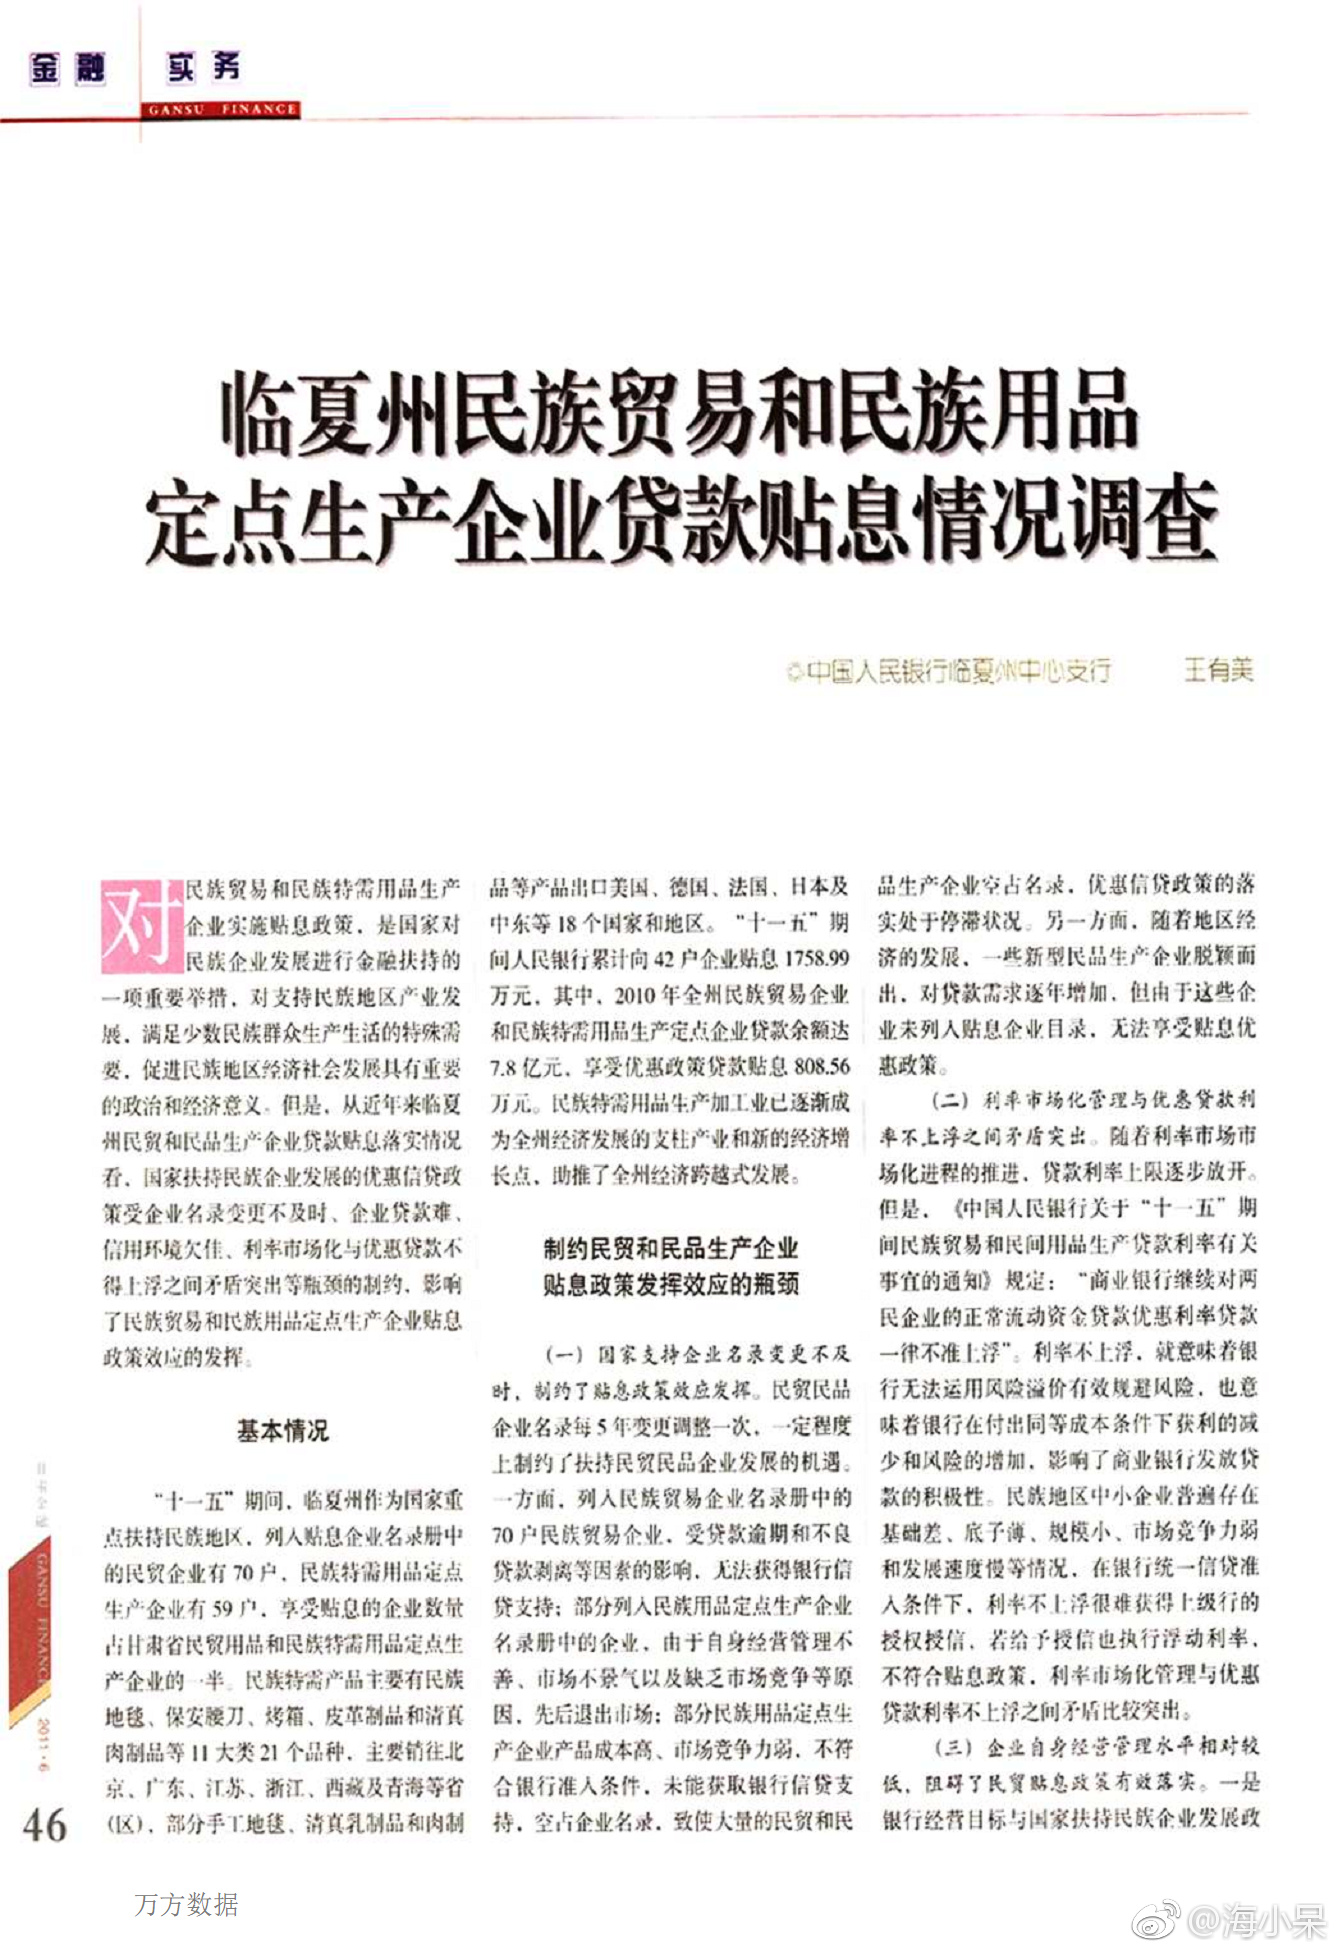 金融 实务
GANSU FINANCE
临夏州民族贸易和民族用品
定点生产企业贷款贴息情况调查
中国人民银行临夏州中心支行 王有美
对民族贸易和民族特需用品生产
企业实施贴息政策，是国家对
民族企业发展进行金融扶持的
一项重要举措，对支持民族地区产业发
展，满足少数民族群众生产生活的特殊需
要，促进民族地区经济社会发展具有重要
的政治和经济意义。但是，从近年来临夏
州民贸和民品生产企业贷款贴息落实情况
看，国家扶持民族企业发展的优惠信贷政
策受企业名录变更不及时、企业贷款难、
信用环境欠佳、利率市场化与优惠贷款不
得上浮之间矛盾突出等瓶颈的制约，影响
了民族贸易和民族用品定点生产企业贴息
政策效应的发挥。
基本情况
“十一五”期间，临夏州作为国家重
点扶持民族地区，列入贴息企业名录册中
的民贸企业有70户，民族特需用品定点
生产企业有59户，享受贴息的企业数量
占甘肃省民贸用品和民族特需用品定点生
产企业的一半。民族特需产品主要有民族
地毯、保安腰刀、烤箱、皮革制品和清真
肉制品等11大类21个品种，主要销往北
京、广东、江苏、浙江、西藏及青海等省
(区)，部分手工地毯、清真乳制品和肉制
品等产品出口美国、德国、法国、日本及
中东等18个国家和地区。“十一五”期
间人民银行累计向42户企业贴息1758.99
万元，其中，2010年全州民族贸易企业
和民族特需用品生产定点企业贷款余额达
7.8亿元，享受优惠政策贷款贴息808.56
万元。民族特需用品生产加工业已逐渐成
为全州经济发展的支柱产业和新的经济增
长点，助推了全州经济跨越式发展。
制约民贸和民品生产企业
贴息政策发挥效应的瓶颈
(一) 国家支持企业名录变更不及
时，制约了贴息政策效应发挥。民贸民品
企业名录每5年变更调整一次，一定程度
上制约了扶持民贸民品企业发展的机遇。
一方面，列入民族贸易企业名录册中的
70户民族贸易企业，受贷款逾期和不良
贷款剥离等因素的影响，无法获得银行信
贷支持；部分列入民族用品定点生产企业
名录册中的企业，由于自身经营管理不
善、市场不景气以及缺乏市场竞争等原
因，先后退出市场；部分民族用品定点生
产企业产品成本高、市场竞争力弱，不符
合银行准入条件，未能获取银行信贷支
持，空占企业名录，致使大量的民贸和民
品生产企业空占名录，优惠信贷政策的落
实处于停滞状况。另一方面，随着地区经
济的发展，一些新型民品生产企业脱颖而
出，对贷款需求逐年增加，但由于这些企
业未列入贴息企业目录，无法享受贴息优
惠政策。
(二) 利率市场化管理与优惠贷款利
率不上浮之间矛盾突出。随着利率市场市
场化进程的推进，贷款利率上限逐步放开。
但是，《中国人民银行关于“十一五”期
间民族贸易和民间用品生产贷款利率有关
事宜的通知》规定：“商业银行继续对两
民企业的正常流动资金贷款优惠利率贷款
一律不准上浮”。利率不上浮，就意味着银
行无法运用风险溢价有效规避风险，也意
味着银行在付出同等成本条件下获利的减
少和风险的增加，影响了商业银行发放贷
款的积极性。民族地区中小企业普遍存在
基础差、底子薄、规模小、市场竞争力弱
和发展速度慢等情况，在银行统一信贷准
入条件下，利率不上浮很难获得上级行的
授权授信，若给予授信也执行浮动利率，
不符合贴息政策，利率市场化管理与优惠
贷款利率不上浮之间矛盾比较突出。
(三) 企业自身经营管理水平相对较
低，阻碍了民贸贴息政策有效落实。一是
银行经营目标与国家扶持民族企业发展政
GANSU FINANCE
2011·6
46
万方数据
@海小呆